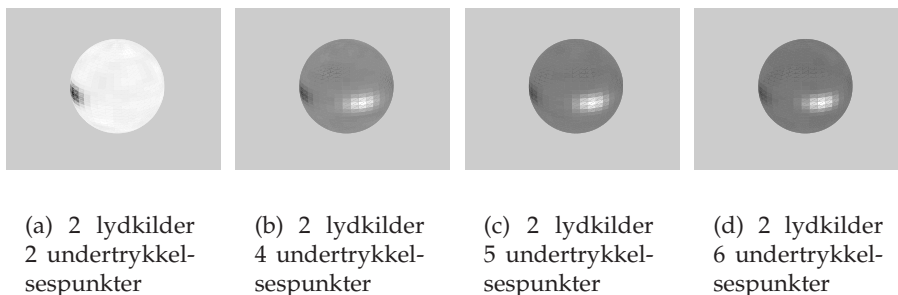 (a) 2 lydkilder
2 undertrykkel-
sespunkter
(b) 2 lydkilder
4 undertrykkel-
sespunkter
(c) 2 lydkilder
5 undertrykkel-
sespunkter
(d) 2 lydkilder
6 undertrykkel-
sespunkter